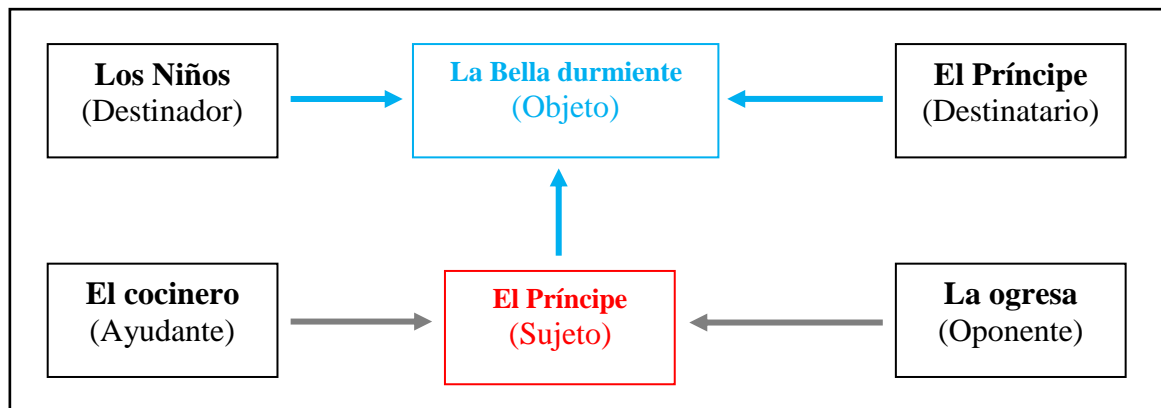 Los Niños
(Destinador)
La Bella durmiente
(Objeto)
El Príncipe
(Destinatario)
El cocinero
(Ayudante)
El Príncipe
(Sujeto)
La ogresa
(Oponente)